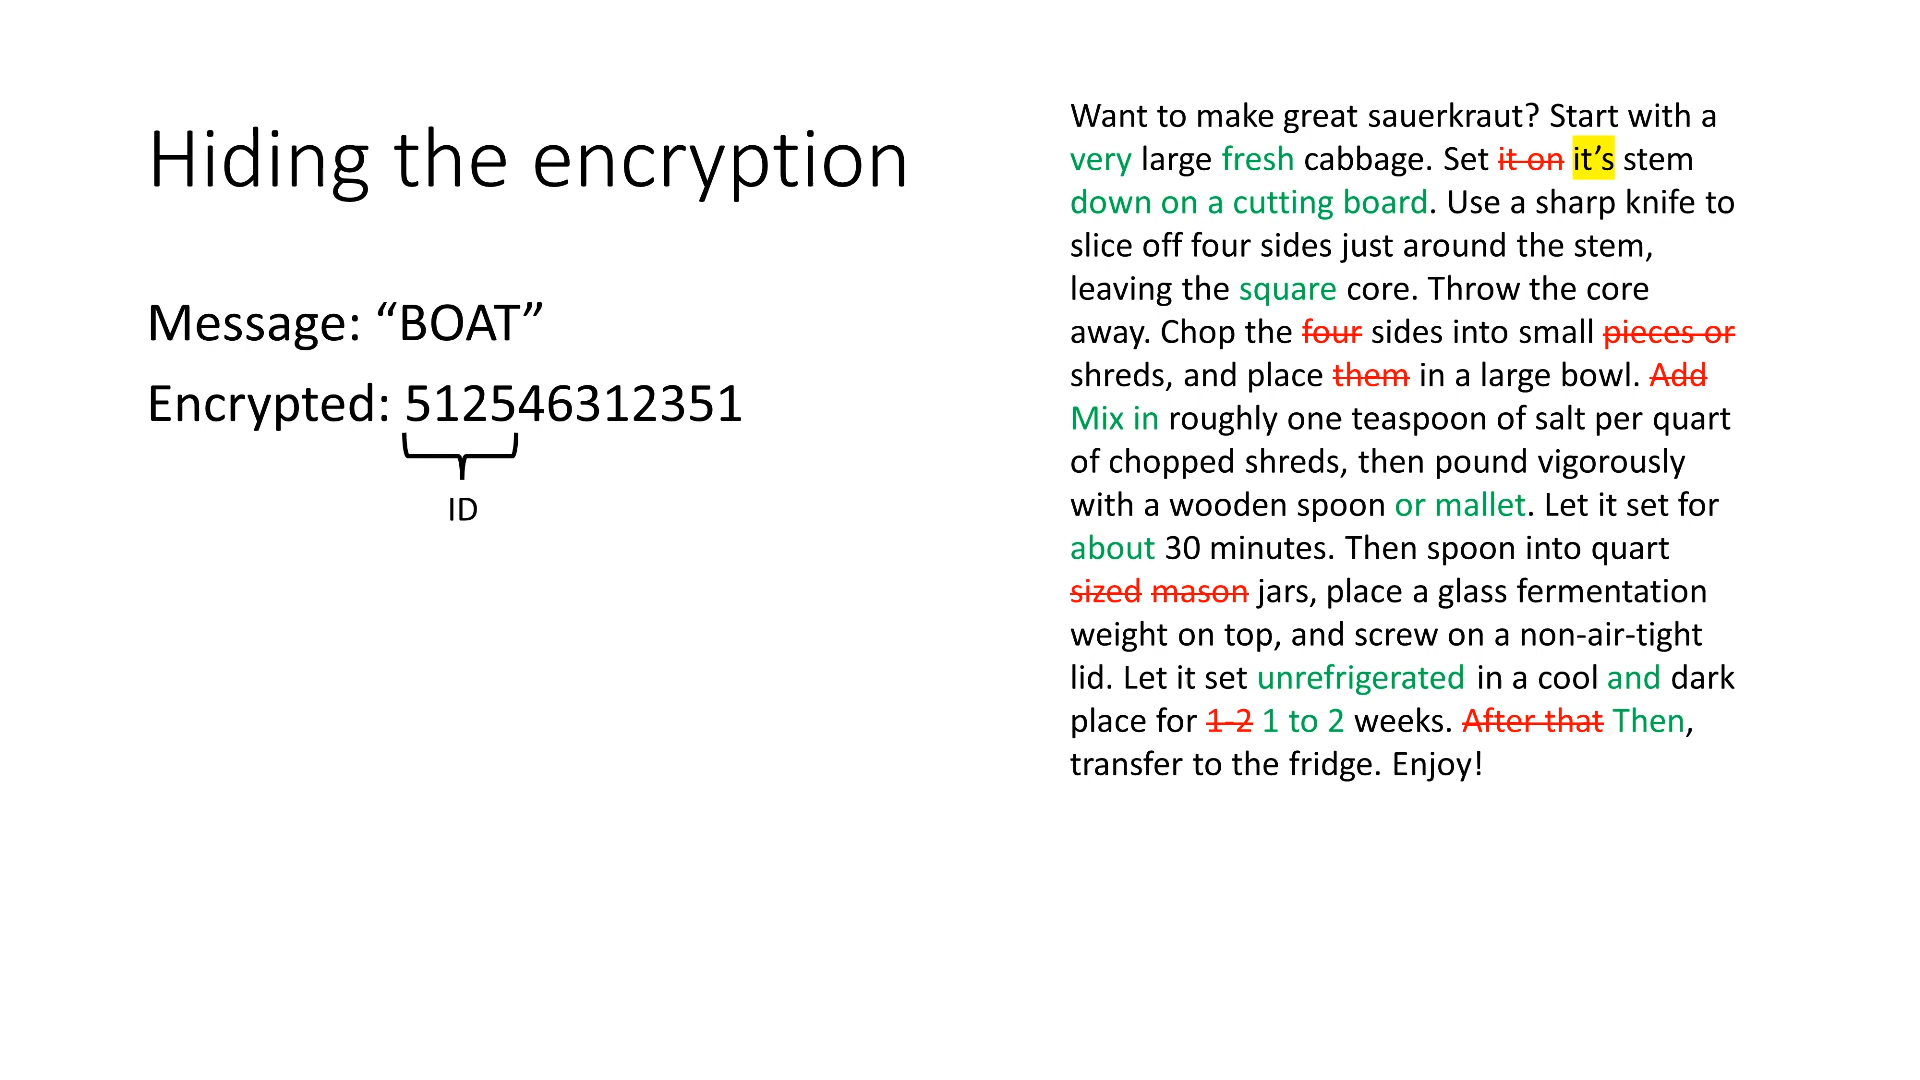 Hiding the encryption
Message: “BOAT”
Encrypted: 512546312351
ID
Want to make great sauerkraut? Start with a
very large fresh cabbage. Set it on it’s stem
down on a cutting board. Use a sharp knife to
slice off four sides just around the stem,
leaving the square core. Throw the core
away. Chop the four sides into small pieces or
shreds, and place them in a large bowl. Add
Mix in roughly one teaspoon of salt per quart
of chopped shreds, then pound vigorously
with a wooden spoon or mallet. Let it set for
about 30 minutes. Then spoon into quart
sized mason jars, place a glass fermentation
weight on top, and screw on a non-air-tight
lid. Let it set unrefrigerated in a cool and dark
place for 1-2 1 to 2 weeks. After that Then,
transfer to the fridge. Enjoy!